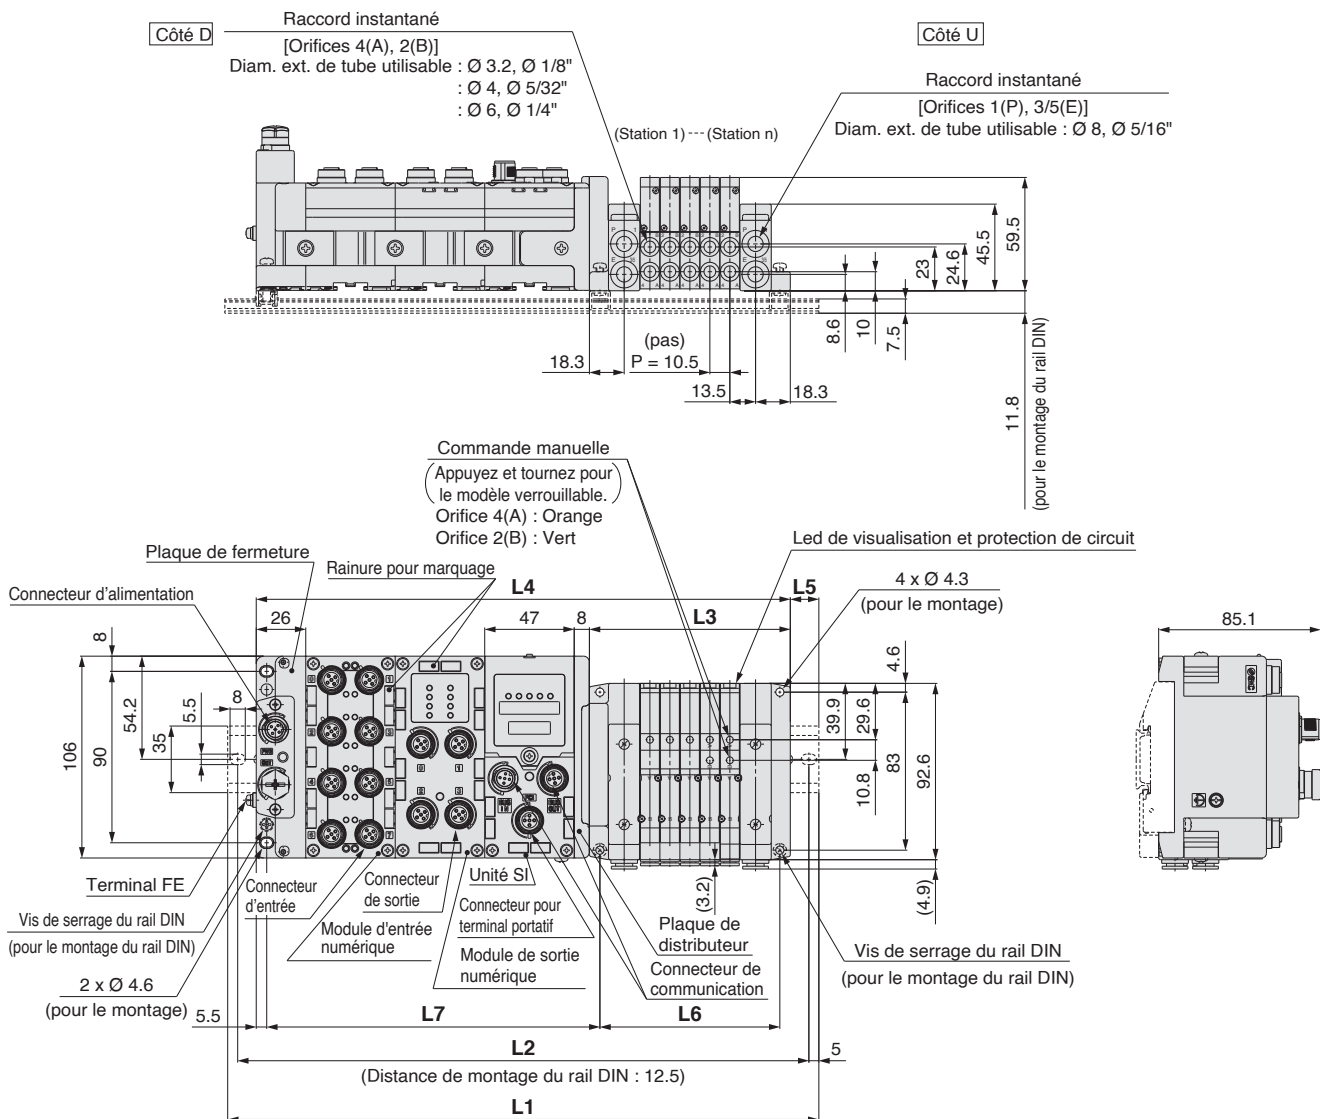 Raccord instantané
Côté D
[Orifices 4(A), 2(B)]
Diam. ext. de tube utilisable : Ø 3.2, Ø 1/8"
: Ø 4, Ø 5/32"
: Ø 6, Ø 1/4"
Côté U
Raccord instantané
[Orifices 1(P), 3/5(E)]
Diam. ext. de tube utilisable : Ø 8, Ø 5/16"
(Station 1) --- (Station n)
23
24.6
45.5
59.5
8.6
10
7.5
11.8
(pour le montage du rail DIN)
18.3
(pas)
P = 10.5
13.5
18.3
Commande manuelle
(Appuyez et tournez pour
le modèle verrouillable.)
Orifice 4(A) : Orange
Orifice 2(B) : Vert
Led de visualisation et protection de circuit
Plaque de fermeture
Rainure pour marquage
Connecteur d'alimentation
L4
L5
4 x Ø 4.3
(pour le montage)
26
47
8
L3
85.1
8
4.6
106
90
54.2
35
5.5
8
39.9
29.6
10.8
83
92.6
(3.2)
(4.9)
Terminal FE
Connecteur
d'entrée
Connecteur
de sortie
Unité SI
Connecteur pour
terminal portatif
Vis de serrage du rail DIN
(pour le montage du rail DIN)
Module d'entrée
numérique
Module de sortie
numérique
Plaque de
distributeur
Connecteur de
communication
Vis de serrage du rail DIN
(pour le montage du rail DIN)
2 x Ø 4.6
(pour le montage)
5.5
L7
L6
L2
5
(Distance de montage du rail DIN : 12.5)
L1